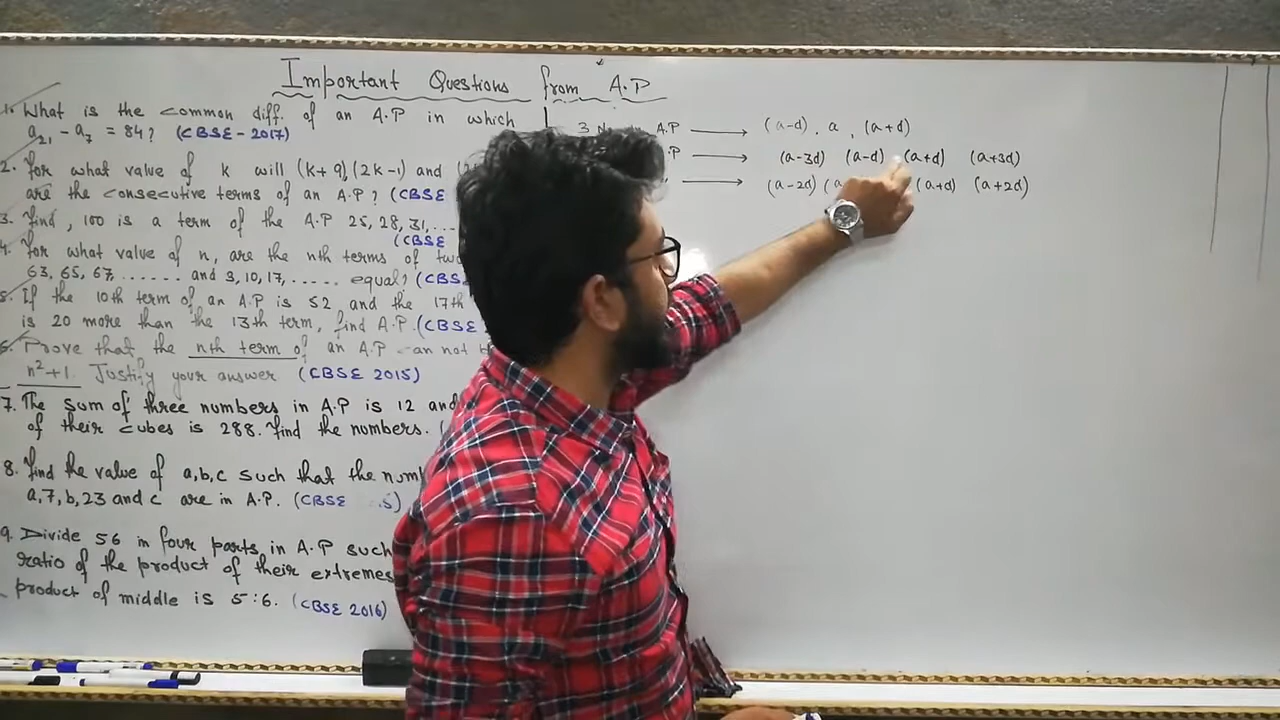 Important Questions from A.P
1. What is the common diff. of an A.P in which
a21 - a7 = 84? (CBSE - 2017)
2. For what value of k will (k+9), (2k-1) and
are the consecutive terms of an A.P? (CBSE
3. Find, 100 is a term of the A.P 25, 28, 31,....
(CBSE
4. For what value of n, are the nth terms of two
63, 65, 67 ...... and 3, 10, 17, ..... equal? (CBS
5. If the 10th term of an A.P is 52 and the 17th
is 20 more than the 13th term, find A.P. (CBSE
6. Prove that the nth term of an A.P can not
n²+1. Justify your answer (CBSE 2015)
7. The sum of three numbers in A.P is 12 and
of their cubes is 288. Find the numbers. (
8. Find the value of a,b,c such that the num
a, 7, b, 23 and c are in A.P. (CBSE 5)
9. Divide 56 in four parts in A.P such
ratio of the product of their extremes
product of middle is 5:6. (CBSE 2016)
3 A.P → (a-d), a, (a+d)
.P → (a-3d) (a-d) (a+d) (a+3d)
→ (a-2d) (a (a+d) (a+2d)